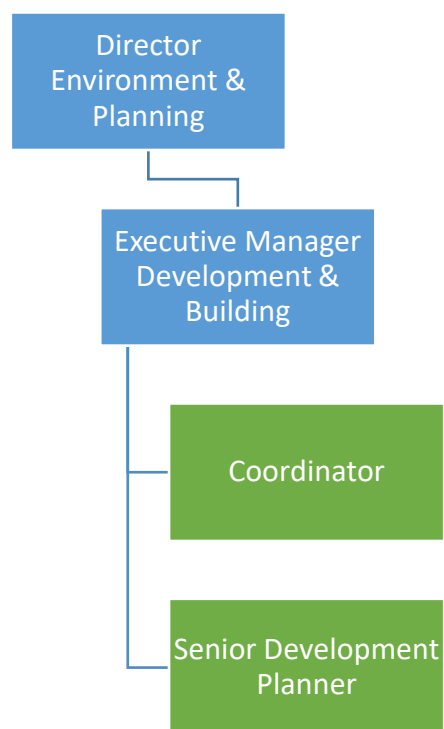 Director
Environment &
Planning
Executive Manager
Development &
Building
Coordinator
Senior Development
Planner